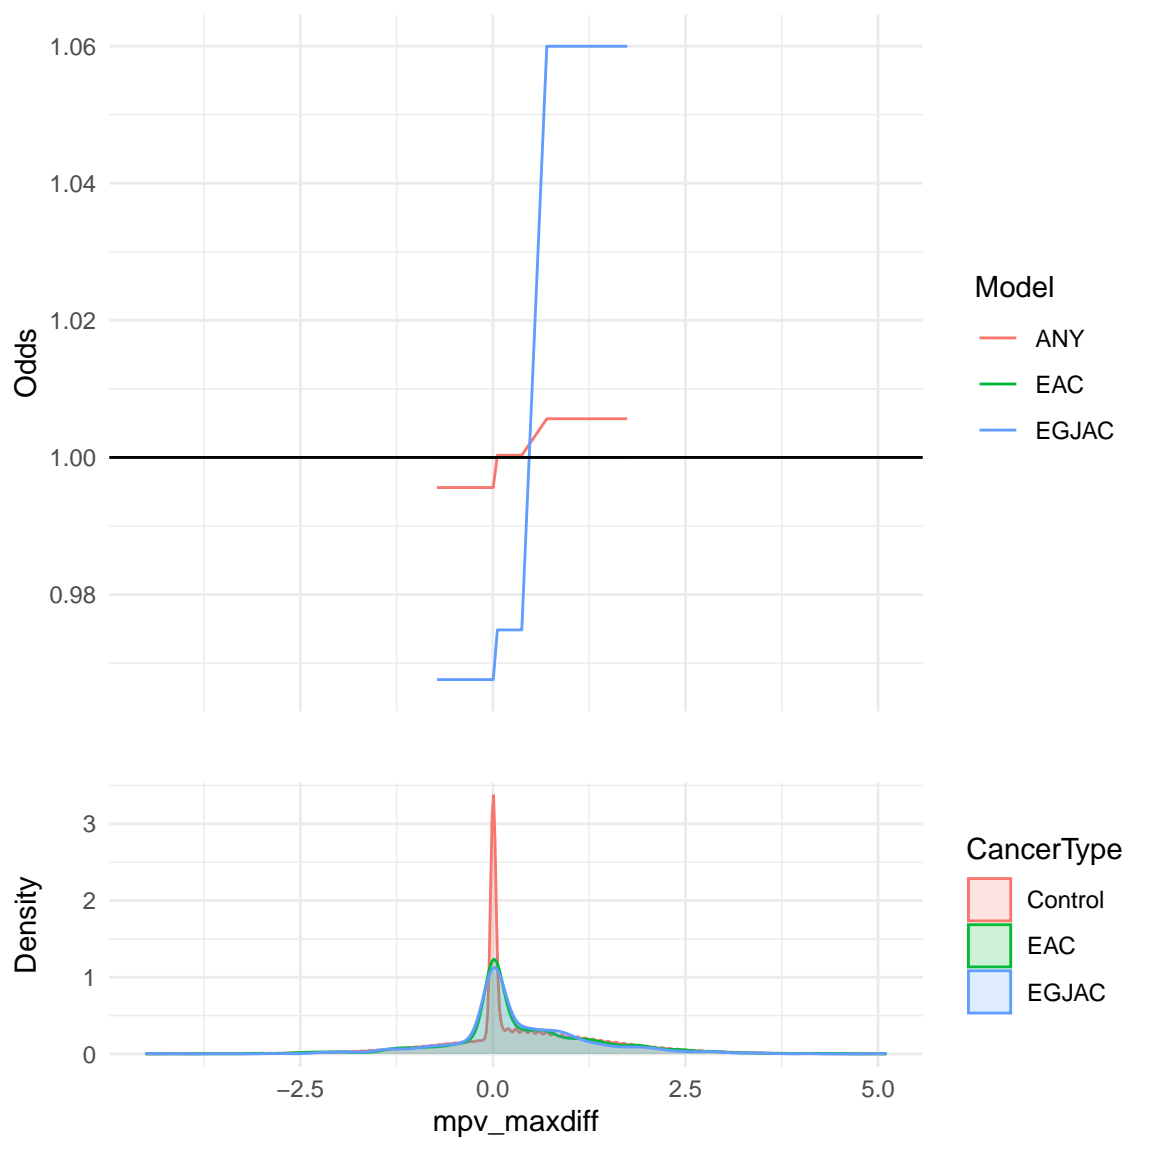 1.06
1.04
1.02
1.00
0.98
Odds
Model
ANY
EAC
EGJAC
3
2
1
0
Density
−2.5
0.0
2.5
5.0
mpv_maxdiff
CancerType
Control
EAC
EGJAC